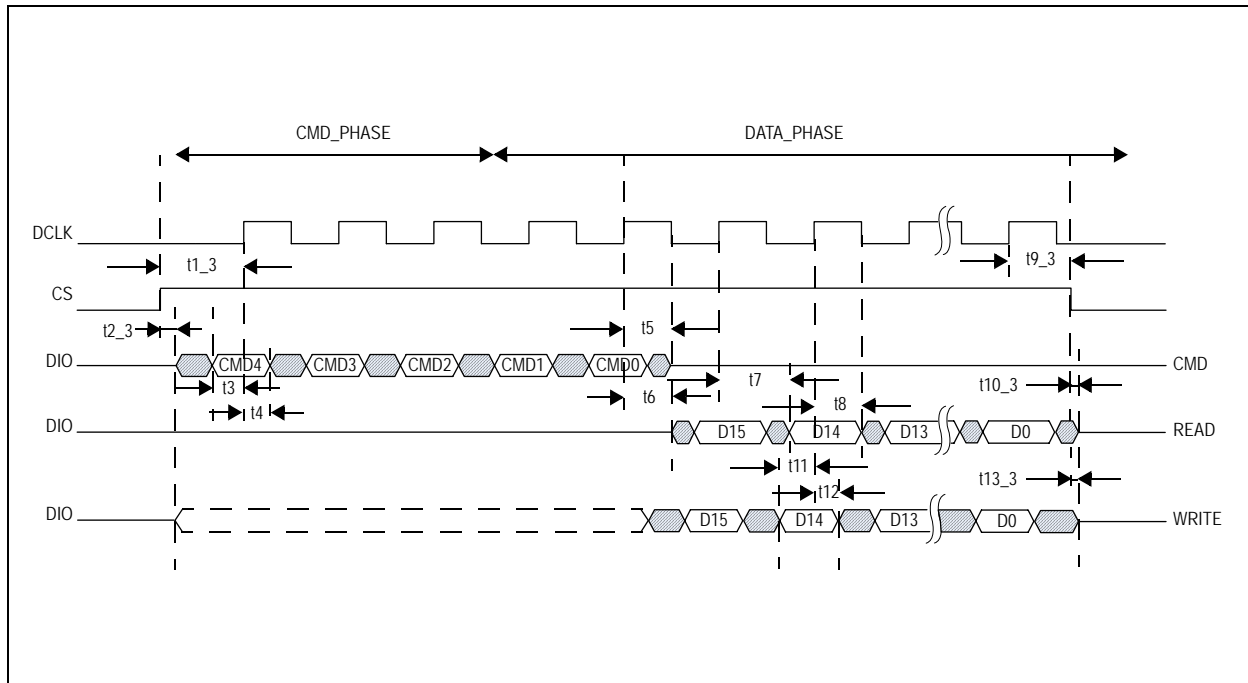 CMD_PHASE DATA_PHASE
DCLK
t1_3 t9_3
CS
t2_3 t5
DIO CMD4 CMD3 CMD2 CMD1 CMD0 CMD
t3 t6 t7 t10_3
t4 t8
DIO D15 D14 D13 D0 READ
t11 t13_3
t12
DIO D15 D14 D13 D0 WRITE